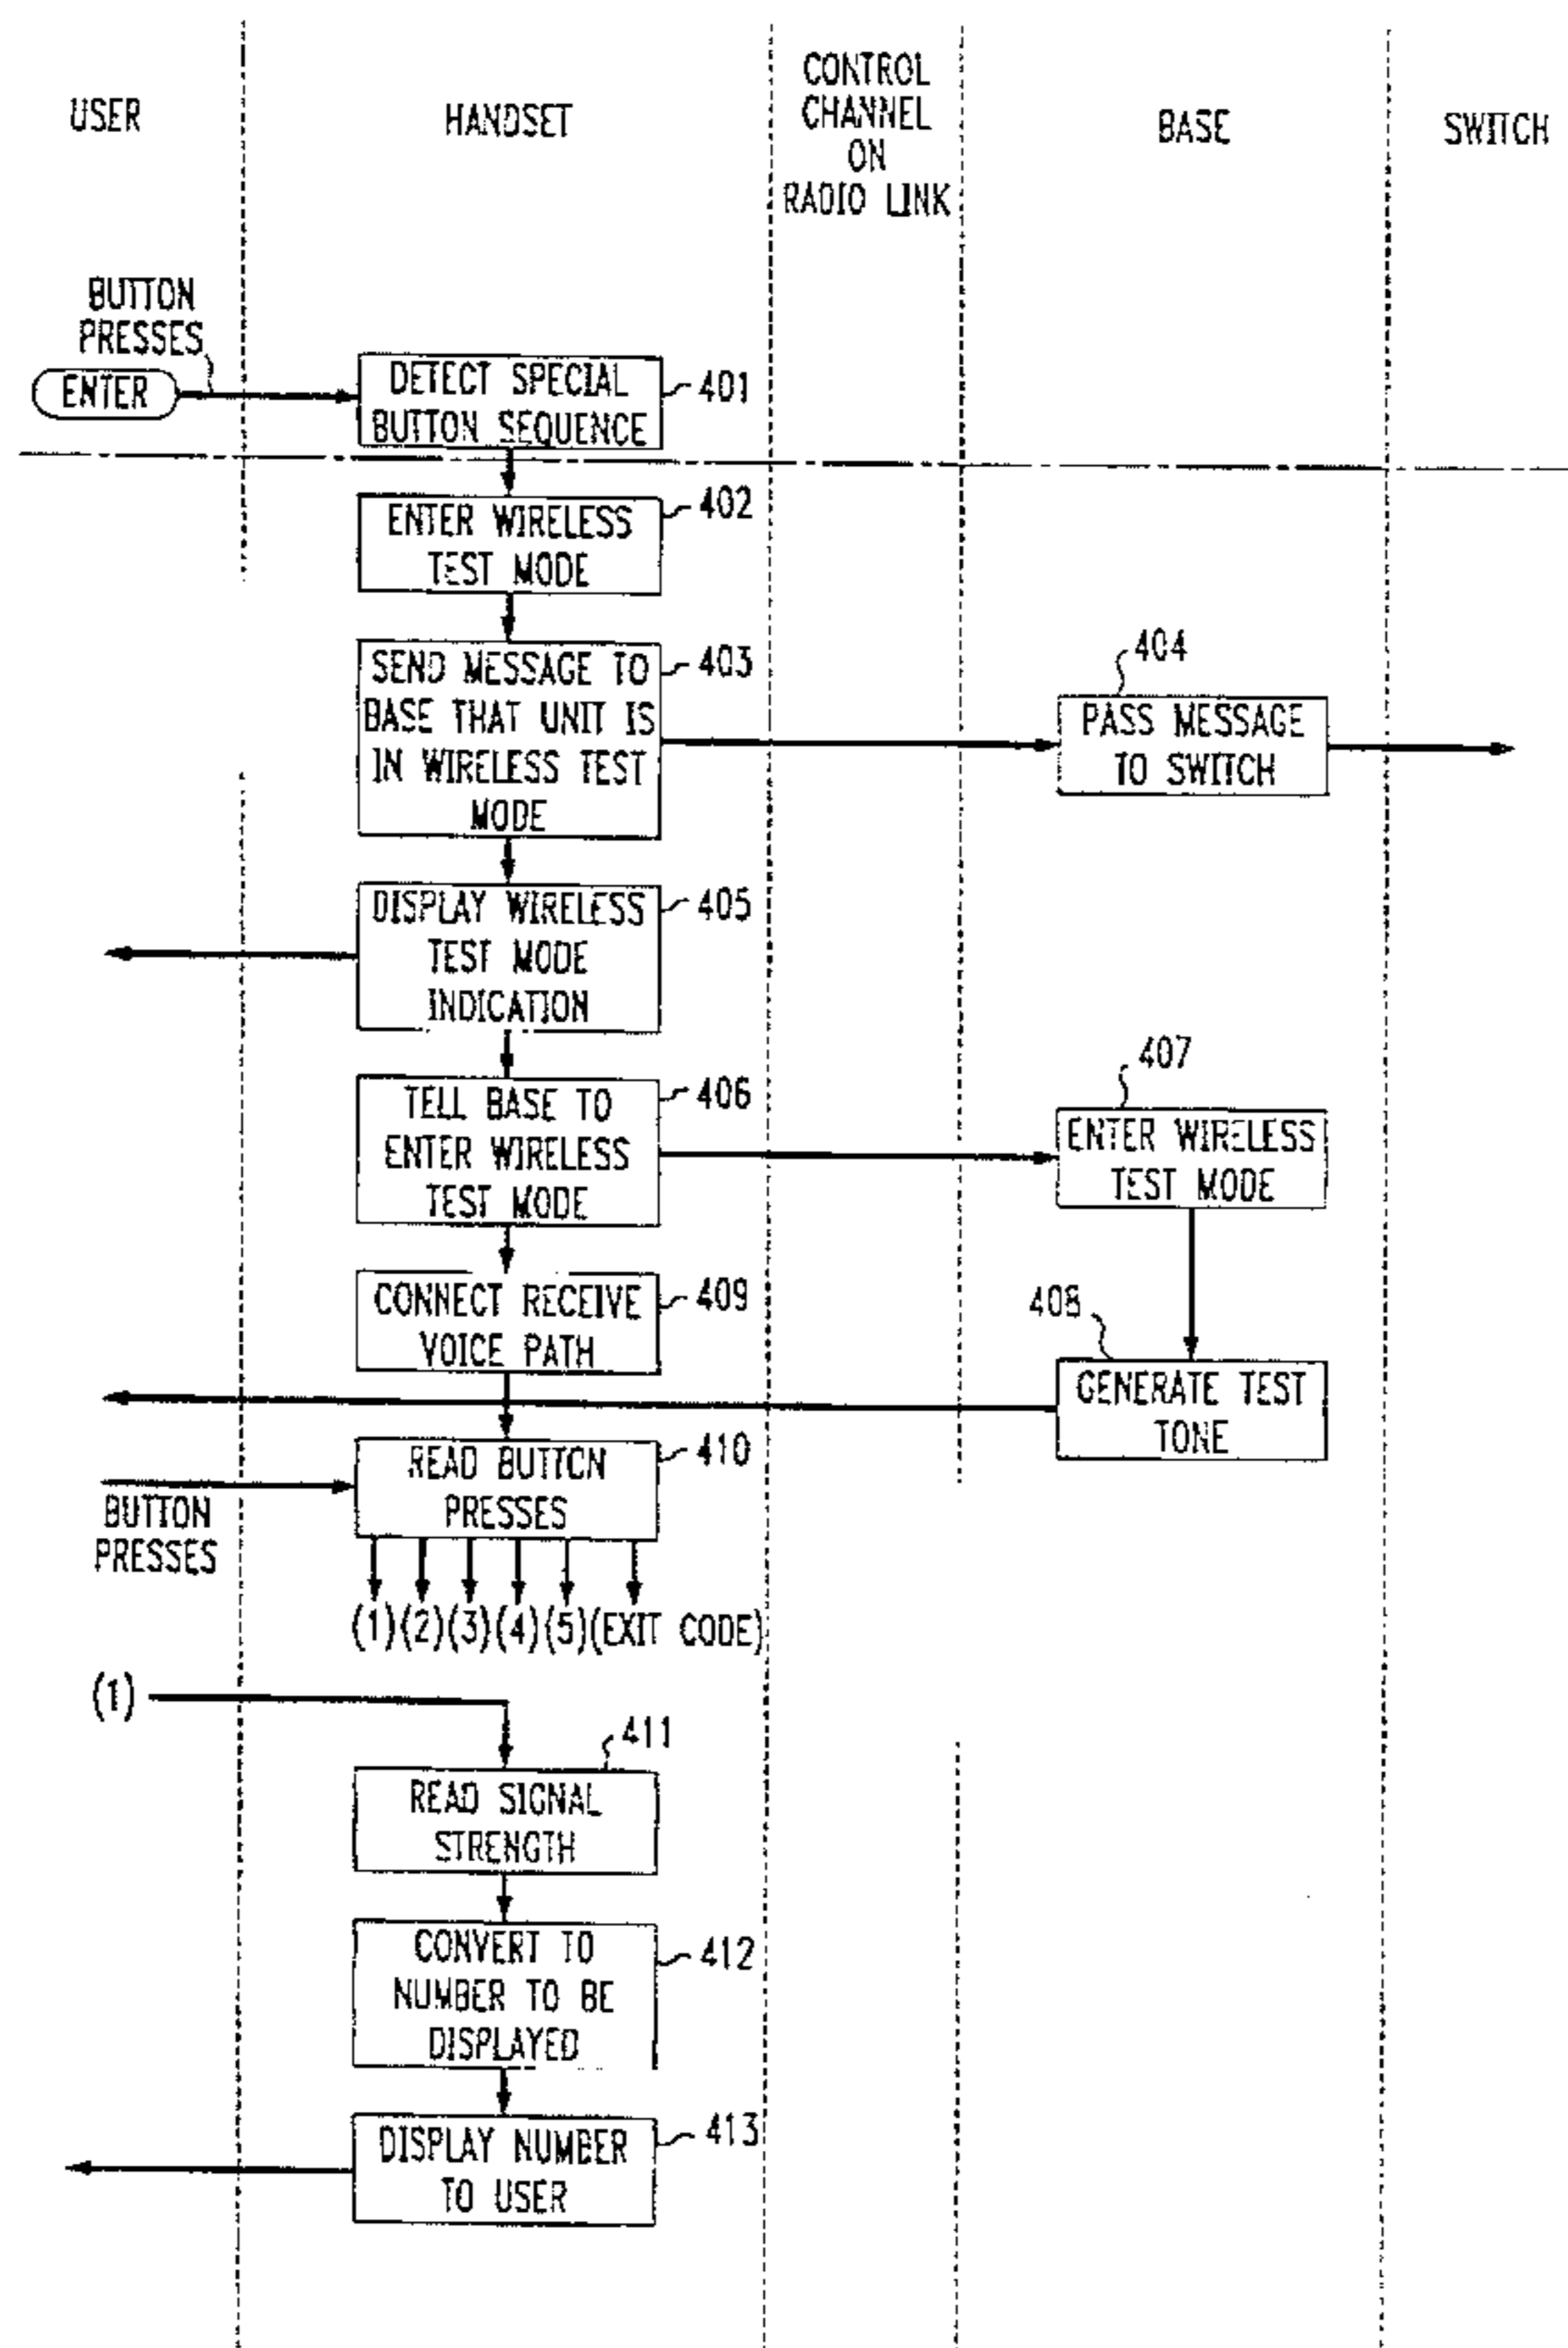 USER
HANDSET
CONTROL
CHANNEL
ON
RADIO LINK
BASE
SWITCH
BUTTON
PRESSES
ENTER
DETECT SPECIAL
BUTTON SEQUENCE
401
ENTER WIRELESS
TEST MODE
402
SEND MESSAGE TO
BASE THAT UNIT IS
IN WIRELESS TEST
MODE
403
404
PASS MESSAGE
TO SWITCH
DISPLAY WIRELESS
TEST MODE
INDICATION
405
TELL BASE TO
ENTER WIRELESS
TEST MODE
406
407
ENTER WIRELESS
TEST MODE
CONNECT RECEIVE
VOICE PATH
409
408
GENERATE TEST
TONE
READ BUTTON
PRESSES
410
BUTTON
PRESSES
(1)(2)(3)(4)(5)(EXIT CODE)
(1)
411
READ SIGNAL
STRENGTH
CONVERT TO
NUMBER TO BE
DISPLAYED
412
DISPLAY NUMBER
TO USER
413